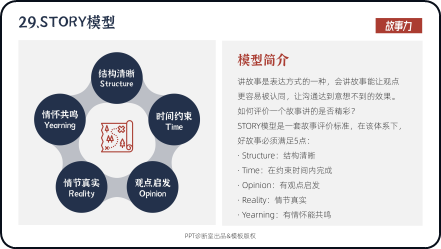 29.STORY模型
故事力
结构清晰
Structure
情怀共鸣
Yearning
时间约束
Time
情节真实
Reality
观点启发
Opinion
模型简介
讲故事是表达方式的一种，会讲故事能让观点
更容易被认同，让沟通达到意想不到的效果。
如何评价一个故事讲的是否精彩？
STORY模型是一套故事评价标准，在该体系下，
好故事必须满足5点：
· Structure：结构清晰
· Time：在约束时间内完成
· Opinion：有观点启发
· Reality：情节真实
· Yearning：有情怀能共鸣
PPT诊断室出品&模板版权